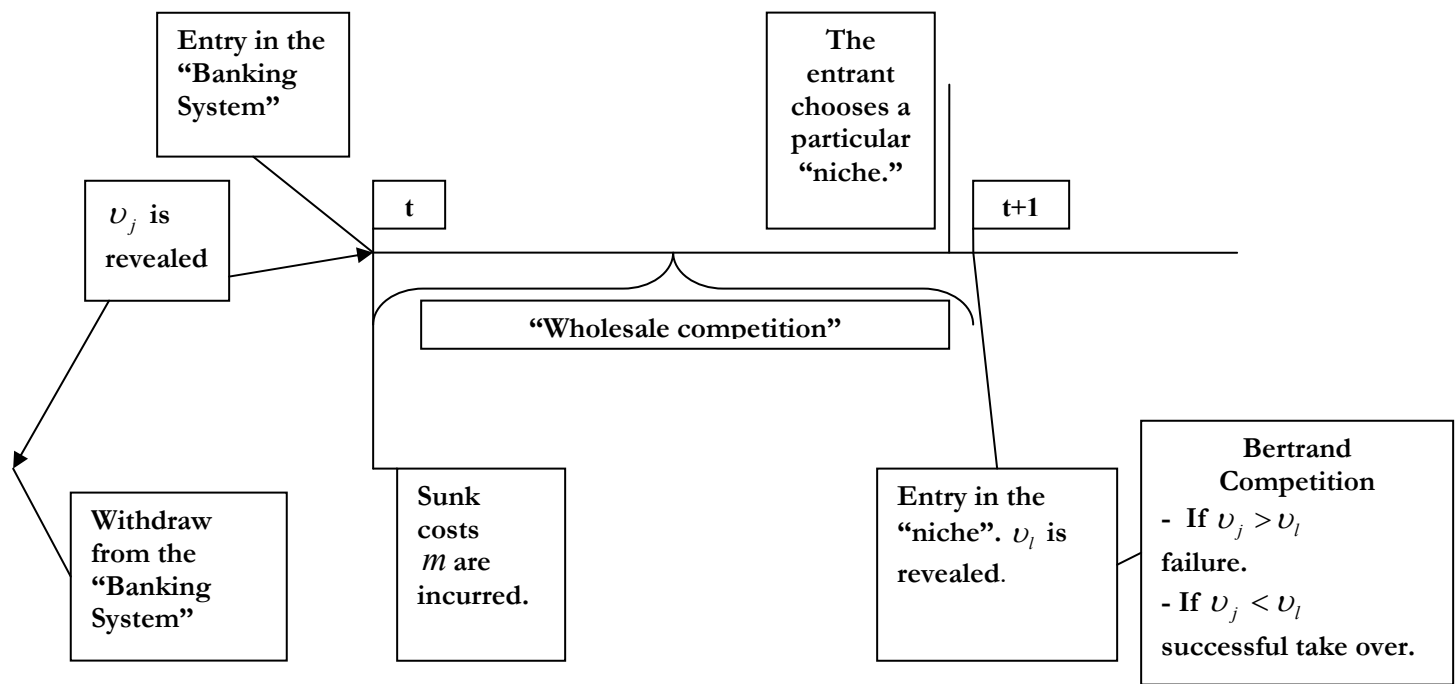 Entry in the
“Banking
System”
The
entrant
chooses a
particular
“niche.”
υj is
revealed
t
t+1
“Wholesale competition”
Withdraw
from the
“Banking
System”
Sunk
costs
m are
incurred.
Entry in the
“niche”. υl is
revealed.
Bertrand
Competition
- If υj > υl
failure.
- If υj < υl
successful take over.